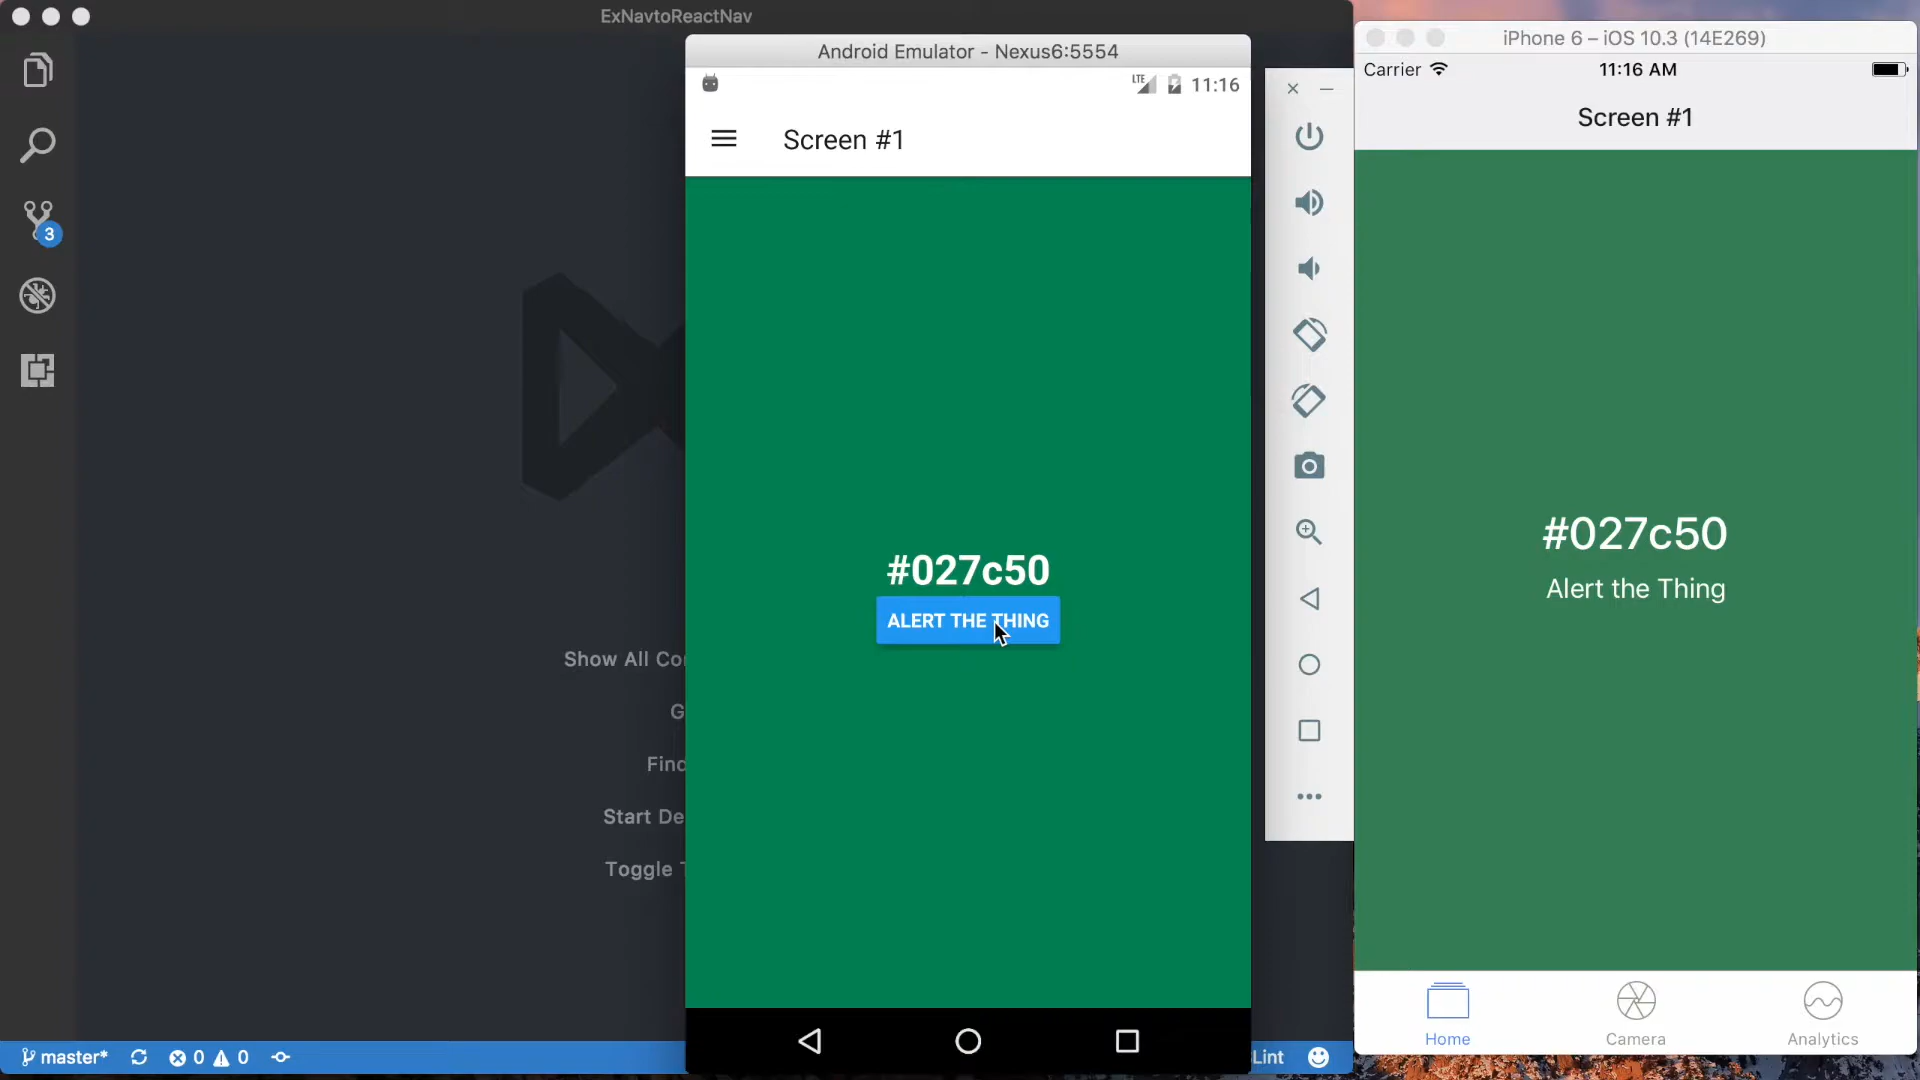 ExNavtoReactNav
3
Show All Co
G
Find
Start De
Toggle T
master* 0 0
Lint
Android Emulator - Nexus6:5554
LTE 11:16
Screen #1
#027c50
ALERT THE THING
iPhone 6 – iOS 10.3 (14E269)
Carrier 11:16 AM
Screen #1
#027c50
Alert the Thing
Home Camera Analytics